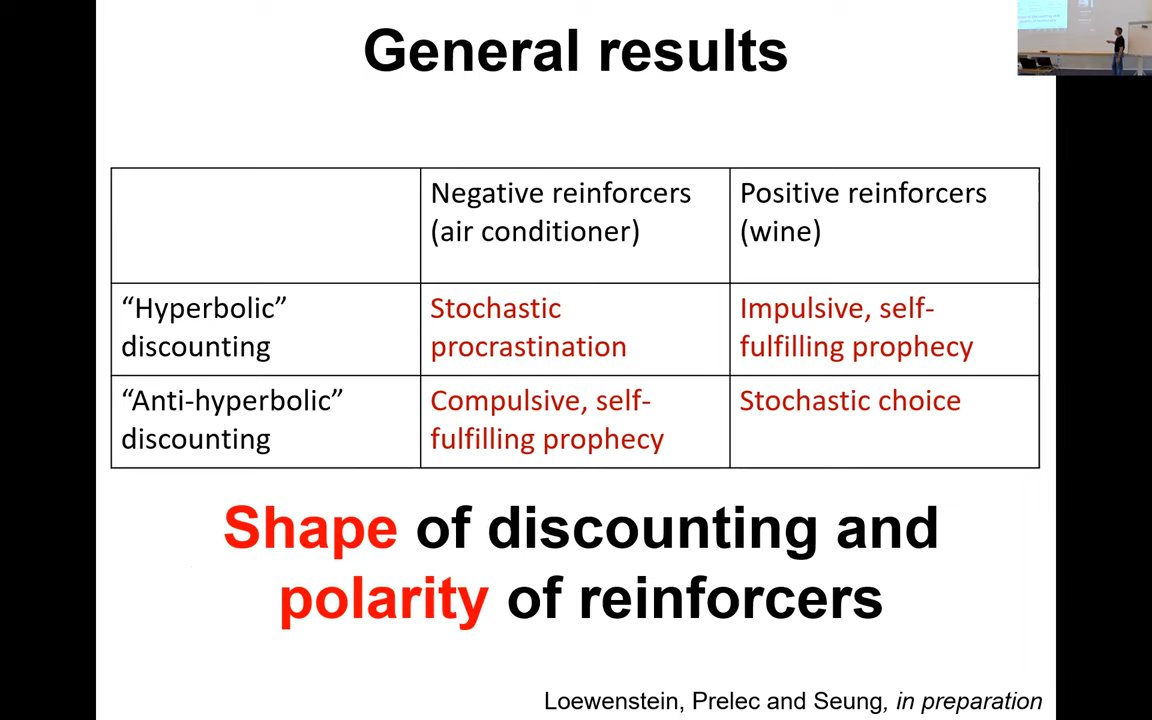 General results
Negative reinforcers
(air conditioner)
Positive reinforcers
(wine)
“Hyperbolic”
discounting
Stochastic
procrastination
Impulsive, self-
fulfilling prophecy
“Anti-hyperbolic”
discounting
Compulsive, self-
fulfilling prophecy
Stochastic choice
Shape of discounting and
polarity of reinforcers
Loewenstein, Prelec and Seung, in preparation